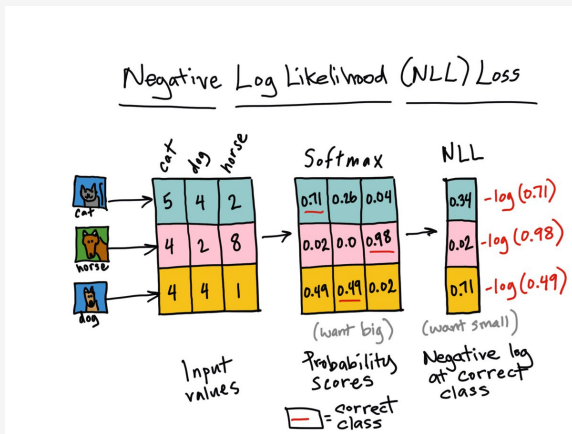 Negative Log Likelihood (NLL) Loss
cat dog horse
Softmax
NLL
cat
5 4 2
0.71 0.26 0.04
0.34
-log(0.71)
horse
4 2 8
0.02 0.0 0.98
0.02
-log(0.98)
dog
4 4 1
0.49 0.49 0.02
0.71
-log(0.49)
(want big)
(want small)
Input
values
Probability
scores
Negative log
at correct
class
= correct
class